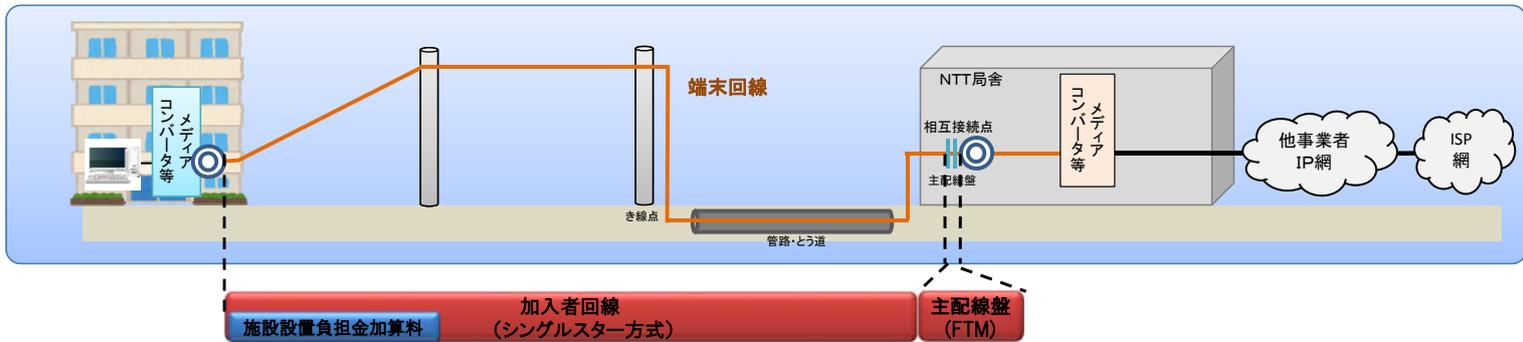 メディア
コンバータ等
端末回線
き線点
管路・とう道
NTT局舎
相互接続点
主配線盤
メディア
コンバータ等
他事業者
IP網
ISP
網
加入者回線
（シングルスター方式）
施設設置負担金加算料
主配線盤
(FTM)